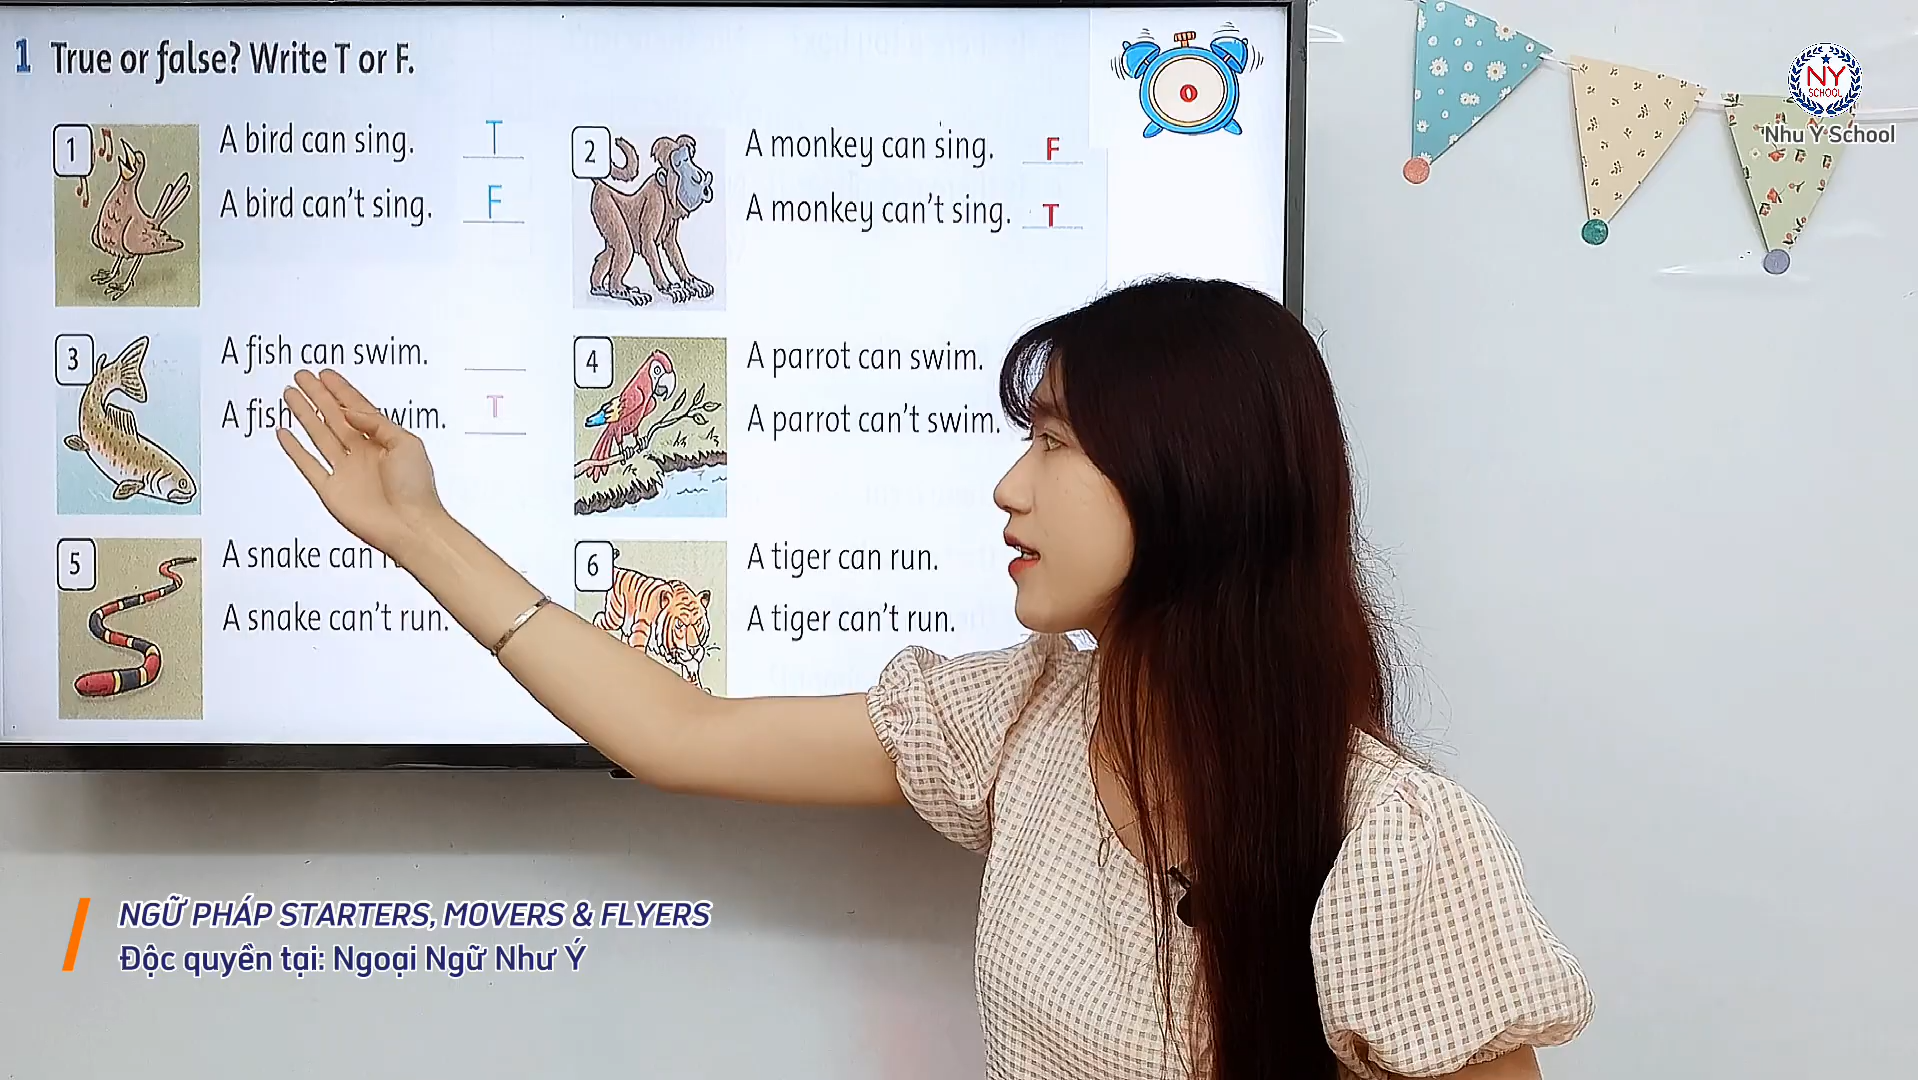 1 True or false? Write T or F.
1 A bird can sing. T
A bird can't sing. F
2 A monkey can sing. F
A monkey can't sing. T
3 A fish can swim.
A fish swim. T
4 A parrot can swim.
A parrot can't swim.
5 A snake can
A snake can't run.
6 A tiger can run.
A tiger can't run.
0
NY
SCHOOL
Nhu Y School
NGỮ PHÁP STARTERS, MOVERS & FLYERS
Độc quyền tại: Ngoại Ngữ Như Ý